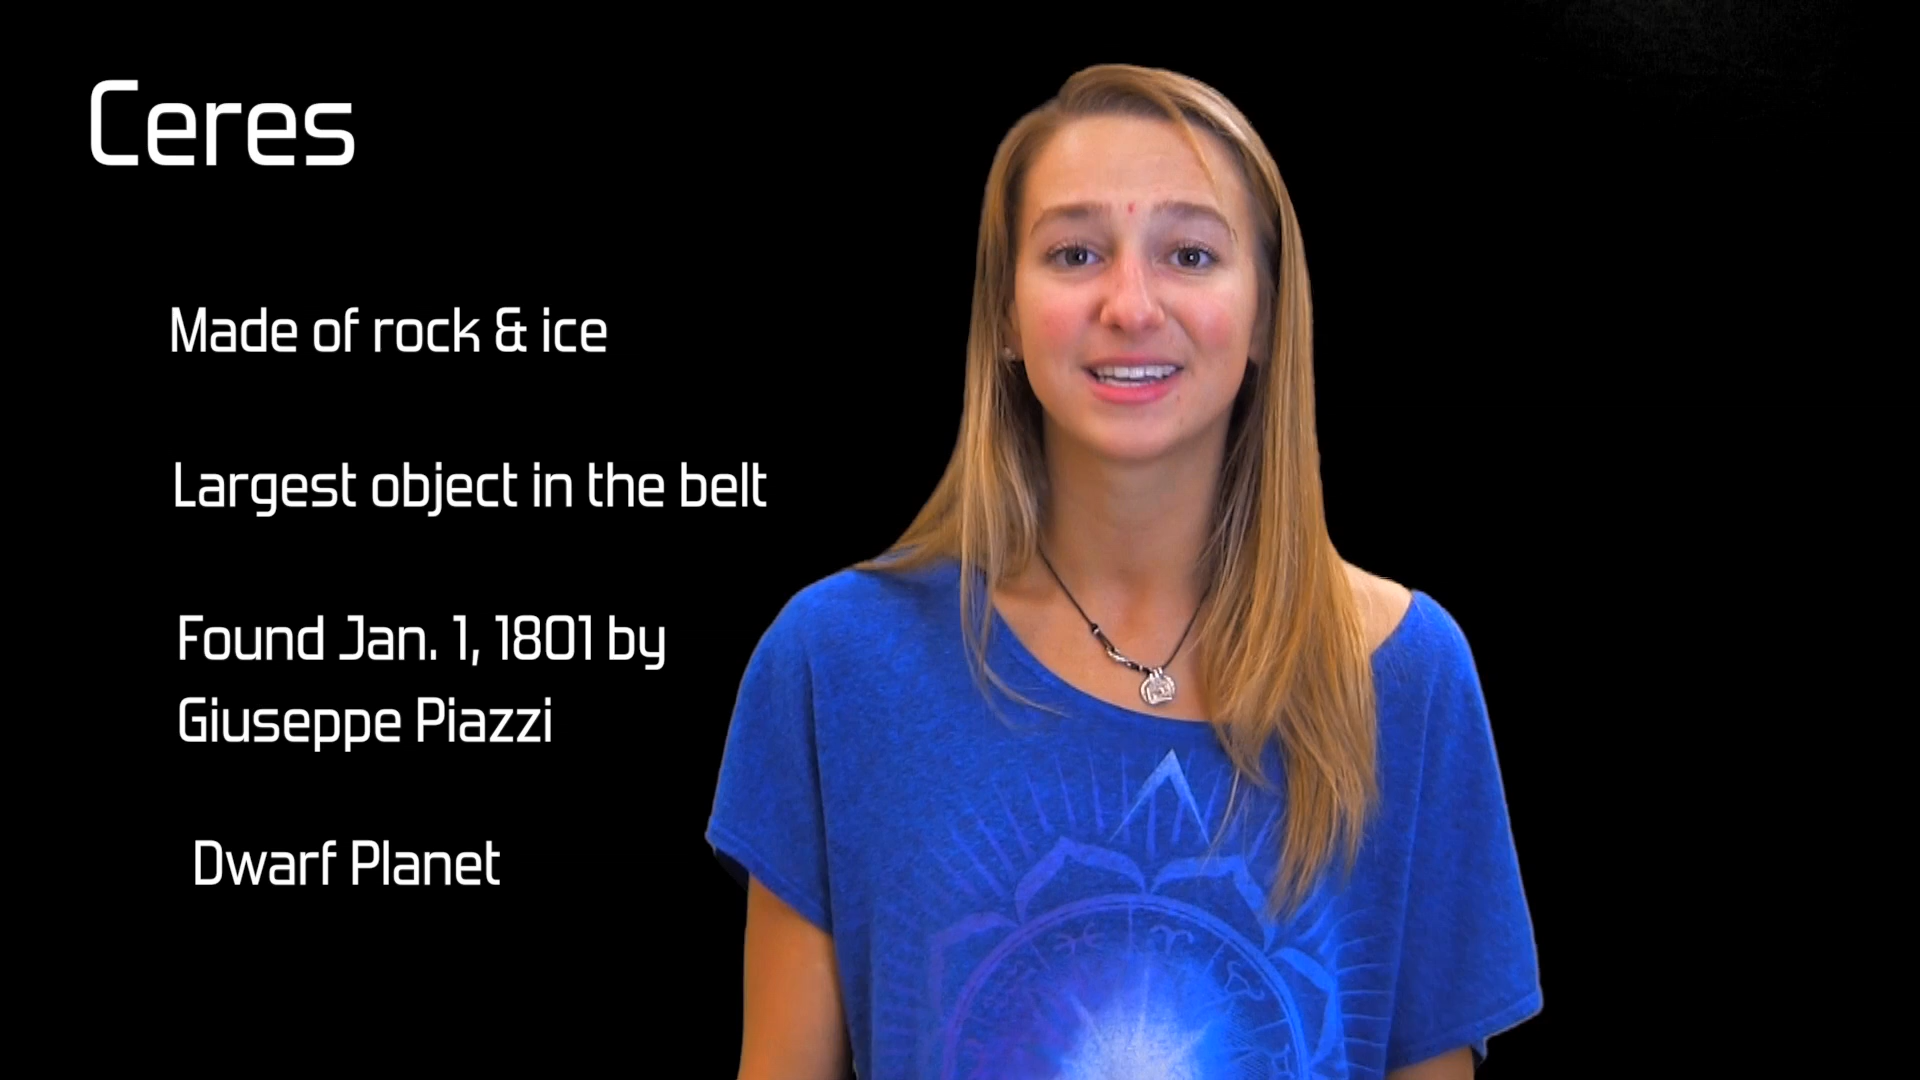 Ceres
Made of rock & ice
Largest object in the belt
Found Jan. 1, 1801 by
Giuseppe Piazzi
Dwarf Planet